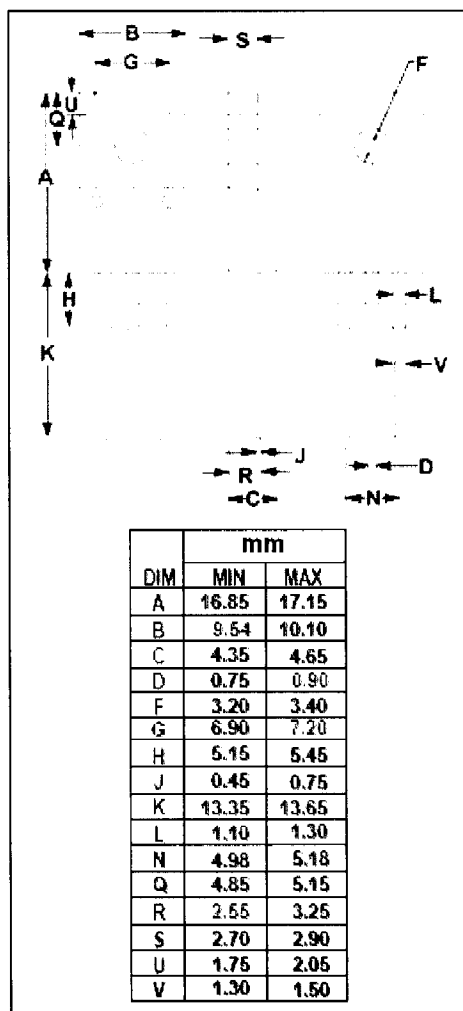 B
S
G
F
U
Q
A
H
L
K
V
J
R
D
C
N
mm
DIM MIN MAX
A 16.85 17.15
B 9.54 10.10
C 4.35 4.65
D 0.75 0.90
F 3.20 3.40
G 6.90 7.20
H 5.15 5.45
J 0.45 0.75
K 13.35 13.65
L 1.10 1.30
N 4.98 5.18
Q 4.85 5.15
R 2.55 3.25
S 2.70 2.90
U 1.75 2.05
V 1.30 1.50